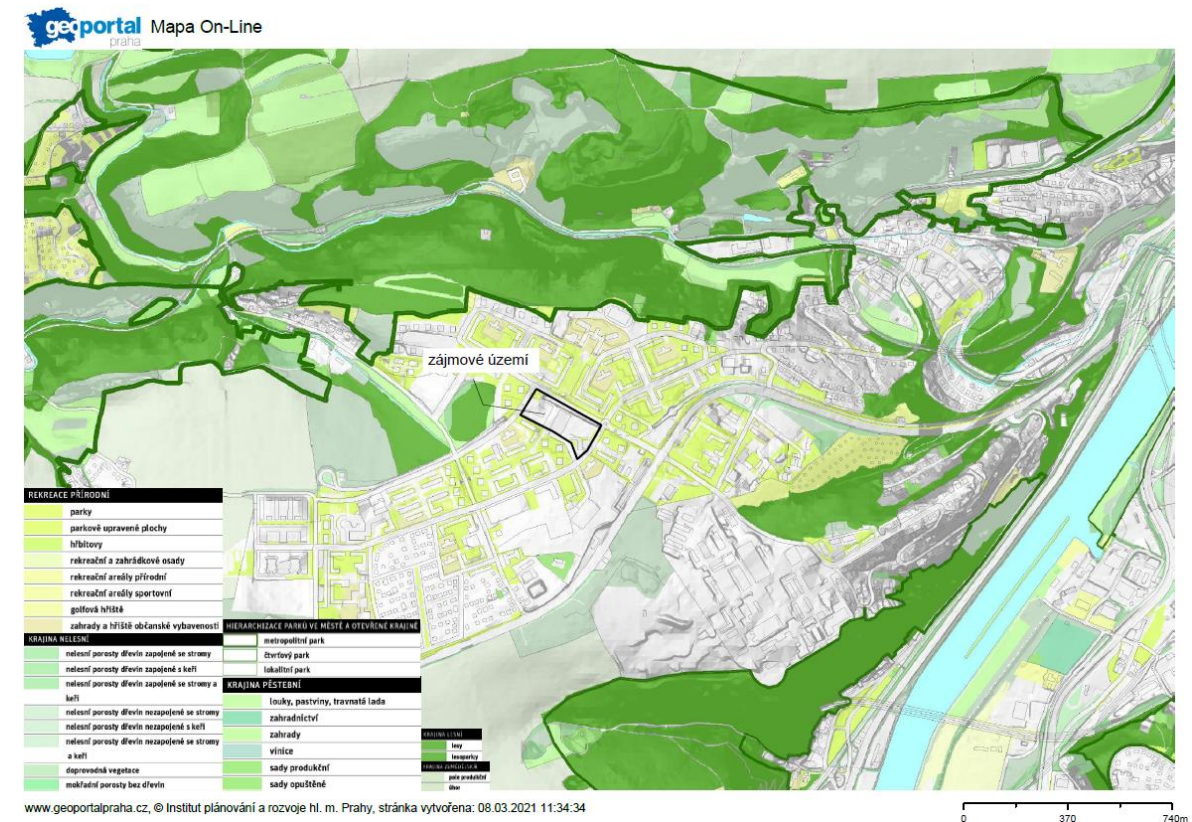 geoportal
praha
Mapa On-Line
zájmové území
REKREACE PŘÍRODNÍ
parky
parkově upravené plochy
hřbitovy
rekreační a zahrádkové osady
rekreační areály přírodní
rekreační areály sportovní
golfová hřiště
zahrady a hřiště občanské vybavenosti
KRAJINA NELESNÍ
nelesní porosty dřevin zapojené se stromy
nelesní porosty dřevin zapojené s keři
nelesní porosty dřevin zapojené se stromy a
keři
nelesní porosty dřevin nezapojené se stromy
nelesní porosty dřevin nezapojené s keři
nelesní porosty dřevin nezapojené se stromy
a keři
doprovodná vegetace
mokřadní porosty bez dřevin
HIERARCHIZACE PARKŮ VE MĚSTĚ A OTEVŘENÉ KRAJINĚ
metropolitní park
čtvrťový park
lokalitní park
KRAJINA PĚSTEBNÍ
louky, pastviny, travnatá lada
zahradnictví
zahrady
vinice
sady produkční
sady opuštěné
KRAJINA LESNÍ
lesy
lesoparky
KRAJINA ZEMĚDĚLSKÁ
pole produkční
úhor
www.geoportalpraha.cz, © Institut plánování a rozvoje hl. m. Prahy, stránka vytvořena: 08.03.2021 11:34:34
0 370 740m